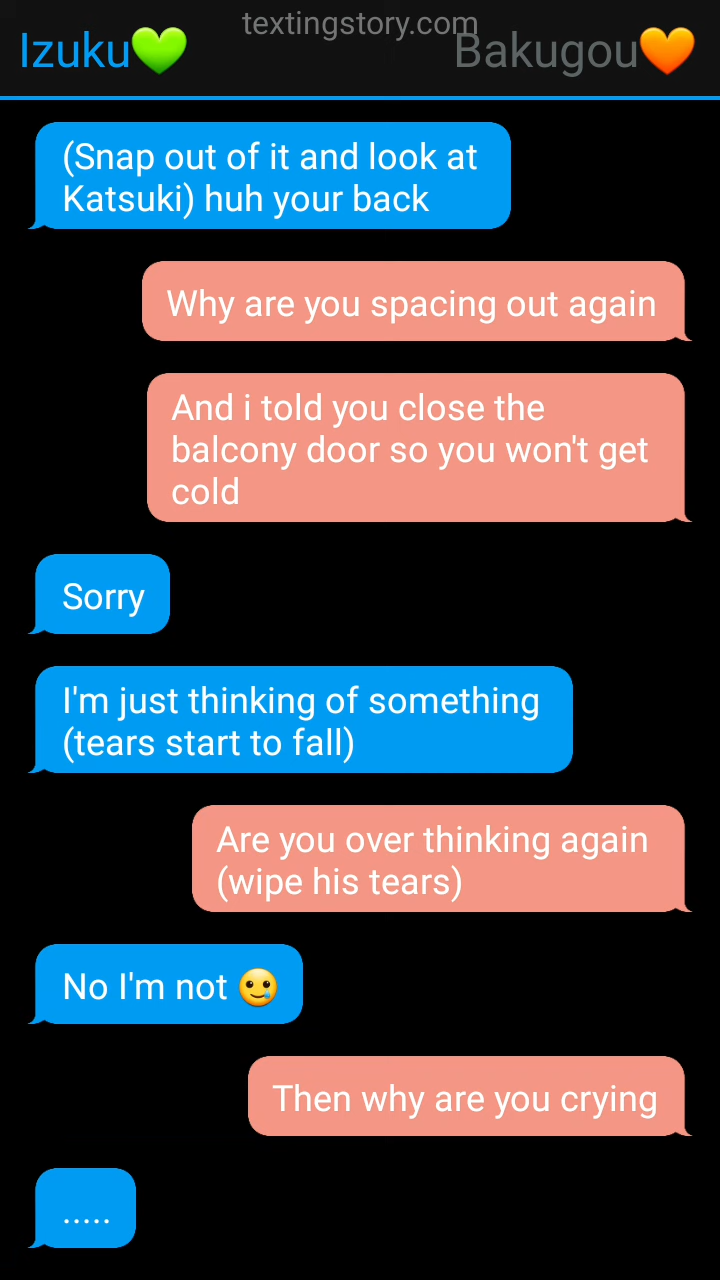 textingstory.com
Izuku💚 Bakugou🧡
(Snap out of it and look at
Katsuki) huh your back
Why are you spacing out again
And i told you close the
balcony door so you won't get
cold
Sorry
I'm just thinking of something
(tears start to fall)
Are you over thinking again
(wipe his tears)
No I'm not 🥲
Then why are you crying
.....